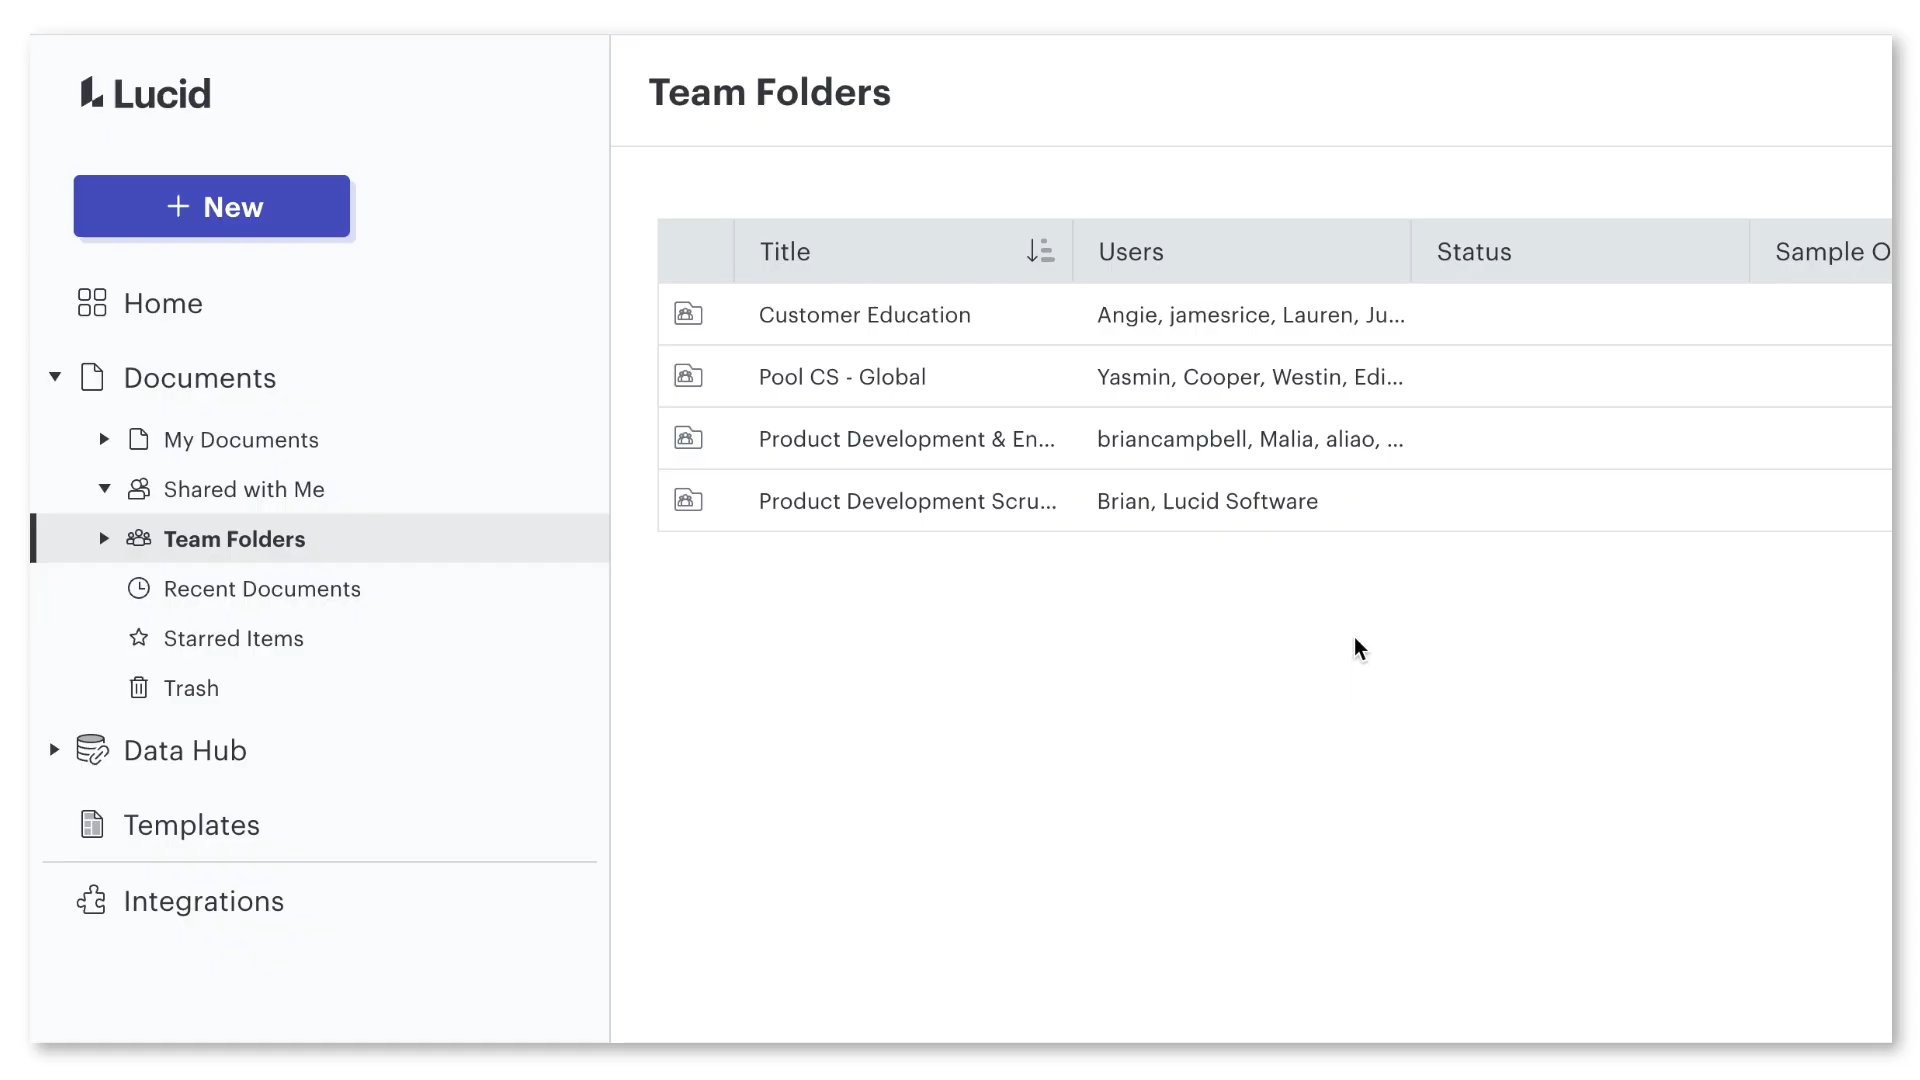 Lucid
+ New
Home
Documents
My Documents
Shared with Me
Team Folders
Recent Documents
Starred Items
Trash
Data Hub
Templates
Integrations
Team Folders
Title Users Status Sample O
Customer Education Angie, jamesrice, Lauren, Ju...
Pool CS - Global Yasmin, Cooper, Westin, Edi...
Product Development & En... briancampbell, Malia, aliao, ...
Product Development Scru... Brian, Lucid Software